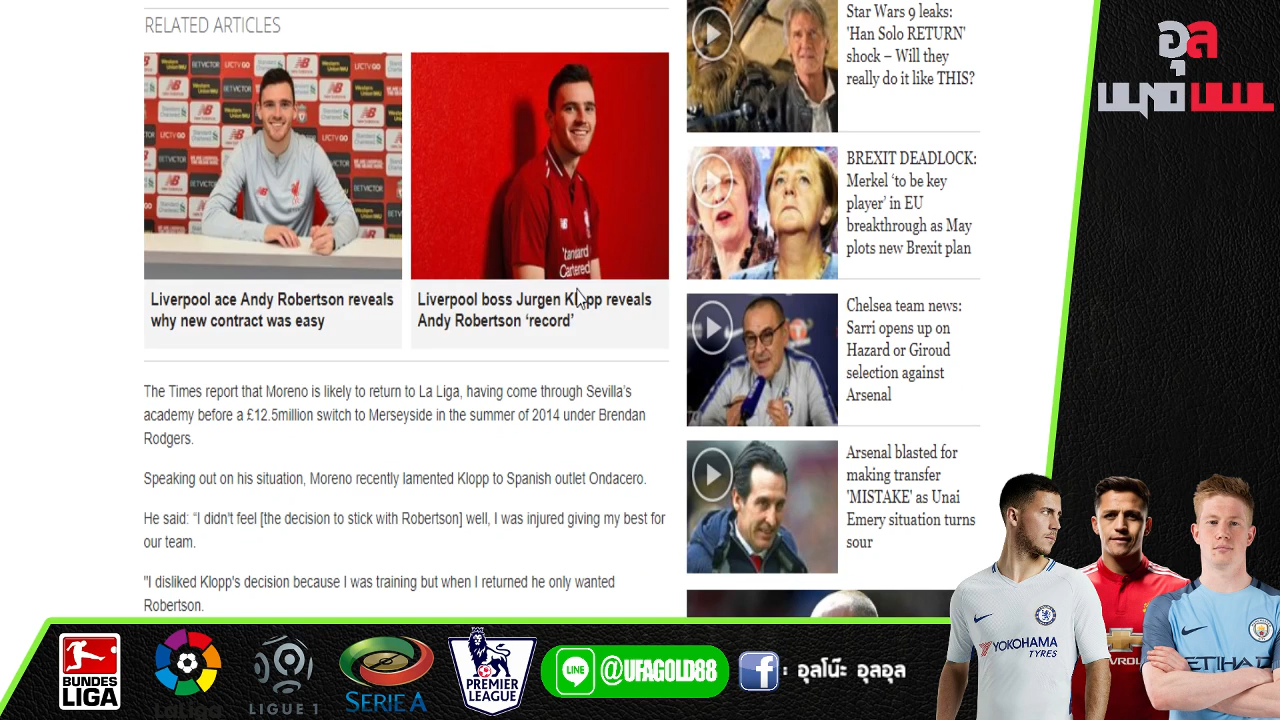 RELATED ARTICLES
Liverpool ace Andy Robertson reveals
why new contract was easy
Liverpool boss Jurgen Klopp reveals
Andy Robertson ‘record’
The Times report that Moreno is likely to return to La Liga, having come through Sevilla's
academy before a £12.5million switch to Merseyside in the summer of 2014 under Brendan
Rodgers.
Speaking out on his situation, Moreno recently lamented Klopp to Spanish outlet Ondacero.
He said: “I didn't feel [the decision to stick with Robertson] well, I was injured giving my best for
our team.
"I disliked Klopp's decision because I was training but when I returned he only wanted
Robertson.
Star Wars 9 leaks:
'Han Solo RETURN'
shock – Will they
really do it like THIS?
BREXIT DEADLOCK:
Merkel ‘to be key
player’ in EU
breakthrough as May
plots new Brexit plan
Chelsea team news:
Sarri opens up on
Hazard or Giroud
selection against
Arsenal
Arsenal blasted for
making transfer
'MISTAKE' as Unai
Emery situation turns
sour
อุล
BUNDES
LIGA
LaLiga
LIGUE 1
SERIE A
PREMIER
LEAGUE
LINE
@UFAGOLD88
f : อุลโน๊ะ อุลอุล
YOKOHAMA
TYRES
CHEVROLET
ETIHAD